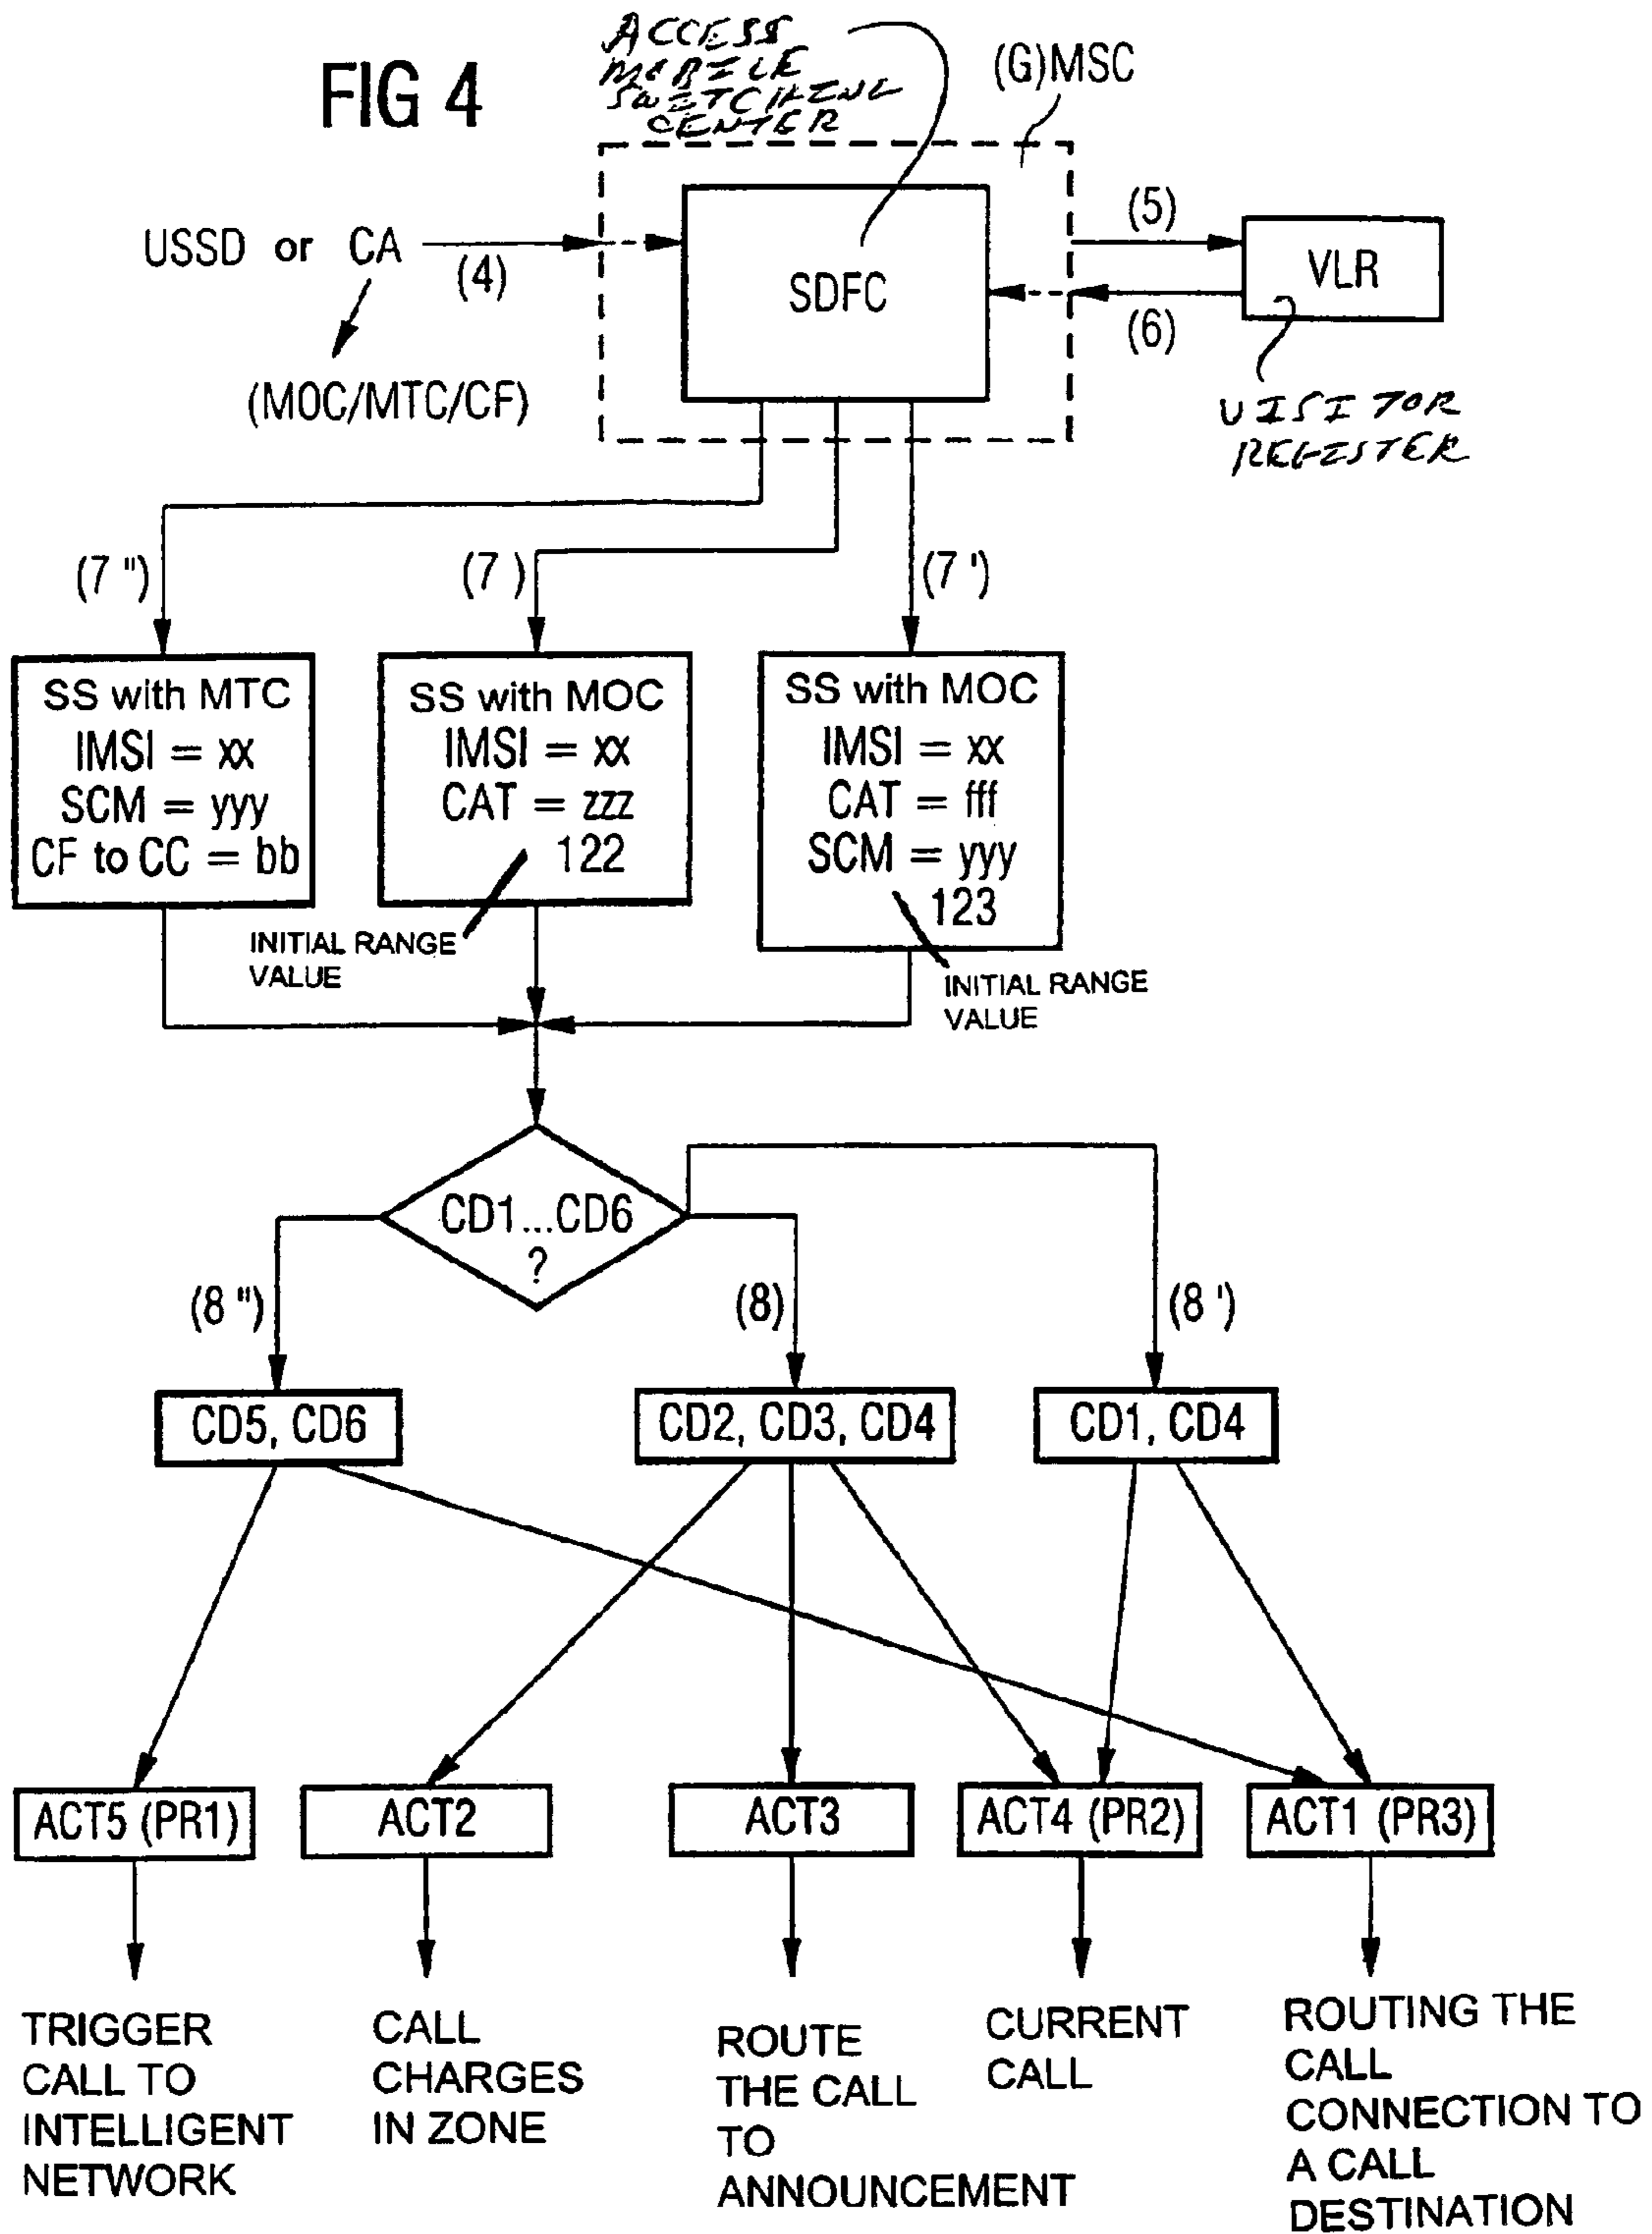 FIG 4
ACCESS
MOBILE
SWITCHING
CENTER
(G)MSC
USSD or CA
(4)
(MOC/MTC/CF)
SDFC
(5)
(6)
VLR
VISITOR
REGISTER
(7 ")
(7 )
(7 ')
SS with MTC
IMSI = xx
SCM = yyy
CF to CC = bb
SS with MOC
IMSI = xx
CAT = zzz
122
SS with MOC
IMSI = xx
CAT = fff
SCM = yyy
123
INITIAL RANGE
VALUE
INITIAL RANGE
VALUE
CD1...CD6
?
(8 ")
(8)
(8 ')
CD5, CD6
CD2, CD3, CD4
CD1, CD4
ACT5 (PR1)
ACT2
ACT3
ACT4 (PR2)
ACT1 (PR3)
TRIGGER
CALL TO
INTELLIGENT
NETWORK
CALL
CHARGES
IN ZONE
ROUTE
THE CALL
TO
ANNOUNCEMENT
CURRENT
CALL
ROUTING THE
CALL
CONNECTION TO
A CALL
DESTINATION